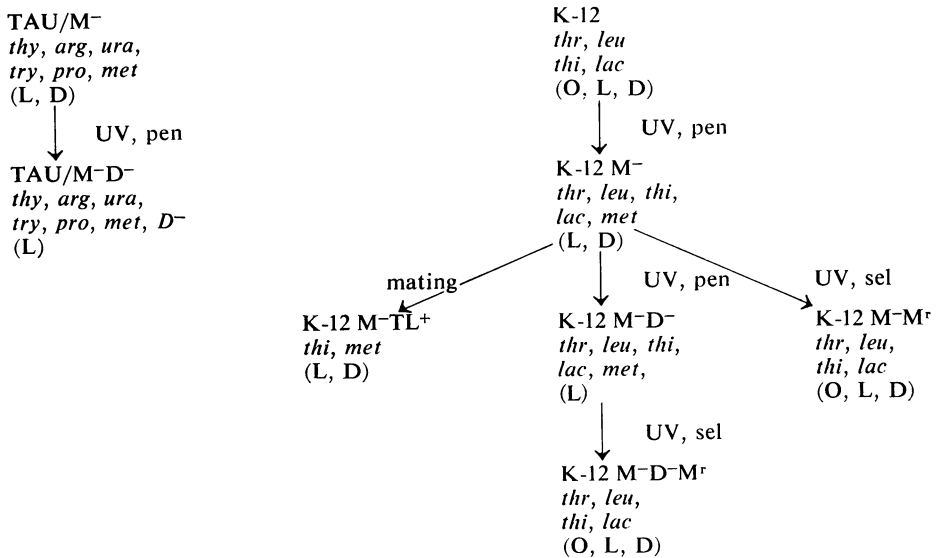 TAU/M⁻
thy, arg, ura,
try, pro, met
(L, D)
UV, pen
TAU/M⁻D⁻
thy, arg, ura,
try, pro, met, D⁻
(L)
K-12
thr, leu
thi, lac
(O, L, D)
UV, pen
K-12 M⁻
thr, leu, thi,
lac, met
(L, D)
mating
UV, pen
UV, sel
K-12 M⁻TL⁺
thi, met
(L, D)
K-12 M⁻D⁻
thr, leu, thi,
lac, met,
(L)
K-12 M⁻Mʳ
thr, leu,
thi, lac
(O, L, D)
UV, sel
K-12 M⁻D⁻Mʳ
thr, leu,
thi, lac
(O, L, D)